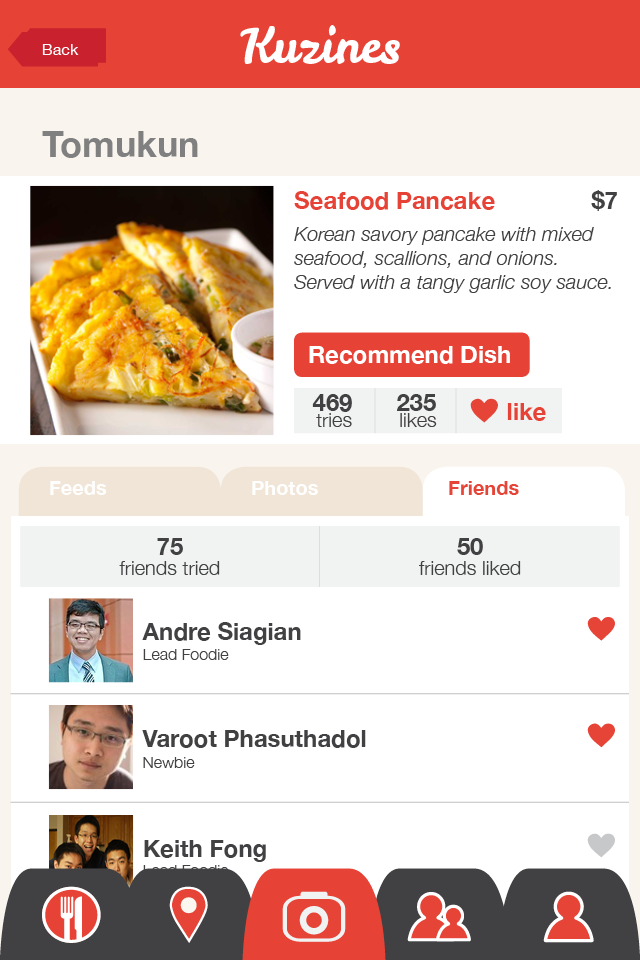 Back
Kuzines
Tomukun
Seafood Pancake $7
Korean savory pancake with mixed
seafood, scallions, and onions.
Served with a tangy garlic soy sauce.
Recommend Dish
469 235 like
tries likes
Feeds Photos Friends
75 50
friends tried friends liked
Andre Siagian
Lead Foodie
Varoot Phasuthadol
Newbie
Keith Fong
Lead Foodie